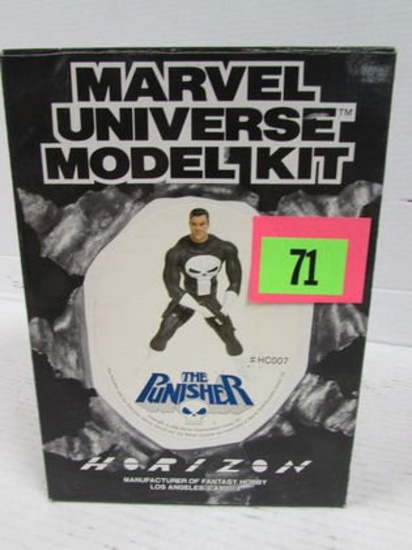 MARVEL
UNIVERSE™
MODEL KIT
71
#HC007
THE
PUNISHER
HORIZON
MANUFACTURER OF FANTASY HOBBY
LOS ANGELES